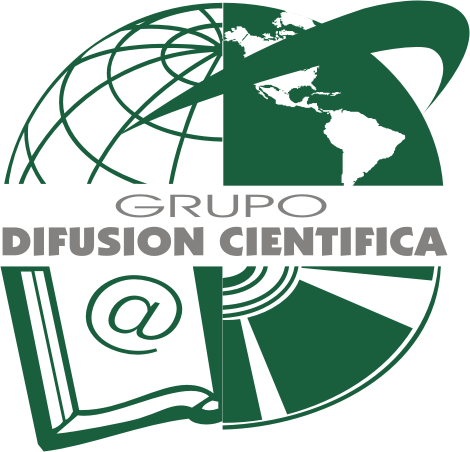 GRUPO
DIFUSION CIENTIFICA
@